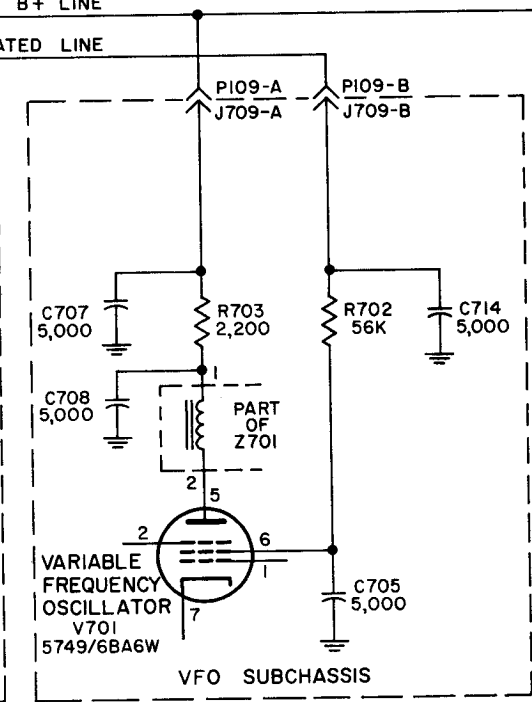 B+ LINE
ATED LINE
P109-A
J709-A
P109-B
J709-B
C707
5,000
R703
2,200
R702
56K
C714
5,000
C708
5,000
1
PART
OF
Z701
2
5
2
6
1
7
VARIABLE
FREQUENCY
OSCILLATOR
V701
5749/6BA6W
C705
5,000
VFO SUBCHASSIS